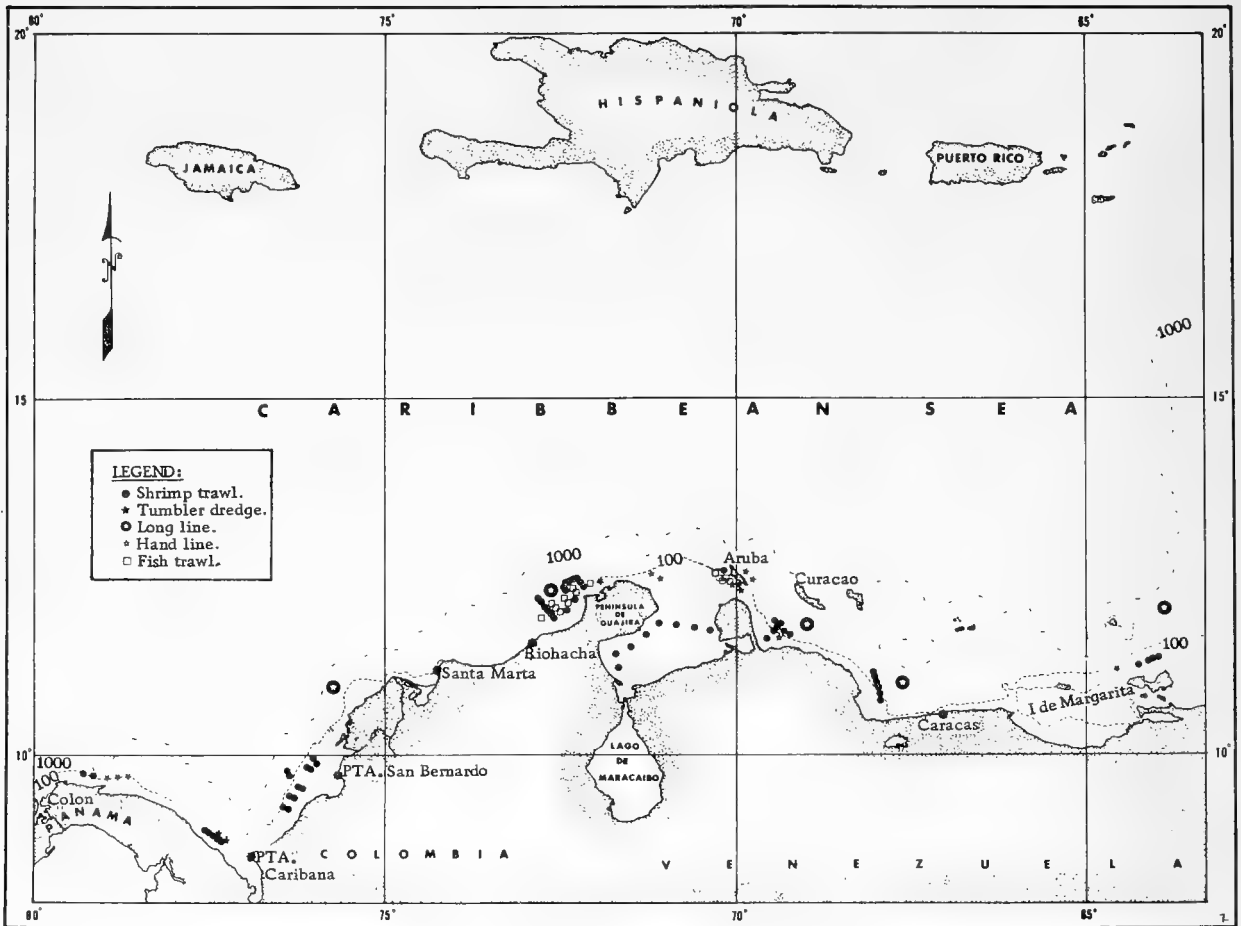 80° 75° 70° 65°
20° 20°
HISPANIOLA
JAMAICA
PUERTO RICO
N
1000
15° 15°
CARIBBEAN SEA
LEGEND:
Shrimp trawl.
Tumbler dredge.
Long line.
Hand line.
Fish trawl.
1000
100
Aruba
Curacao
PENINSULA
DE
GUAJIRA
Riohacha
Santa Marta
100
I de Margarita
Caracas
10° 10°
LAGO
DE
MARACAIBO
PTA. San Bernardo
1000
100
Colon
PANAMA
PTA.
Caribana
COLOMBIA
VENEZUELA
80° 75° 70° 65°